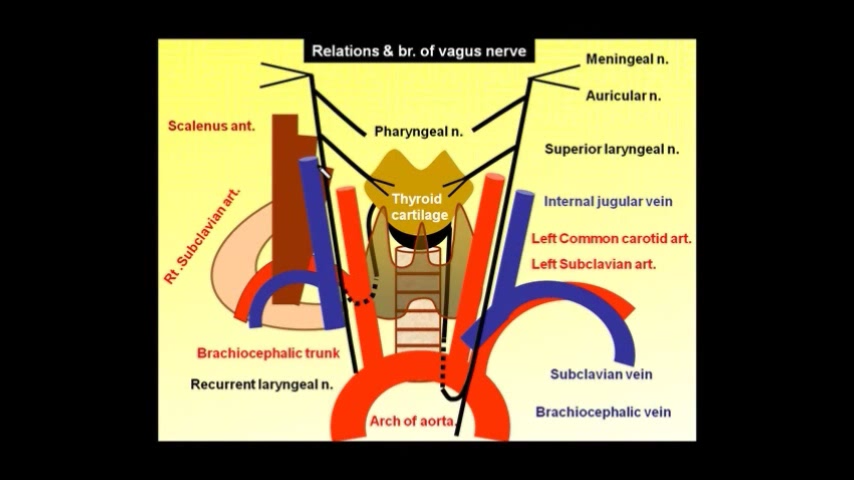 Relations & br. of vagus nerve
Meningeal n.
Auricular n.
Scalenus ant.
Pharyngeal n.
Superior laryngeal n.
Thyroid
cartilage
Internal jugular vein
Rt .Subclavian art.
Left Common carotid art.
Left Subclavian art.
Brachiocephalic trunk
Recurrent laryngeal n.
Subclavian vein
Brachiocephalic vein
Arch of aorta.